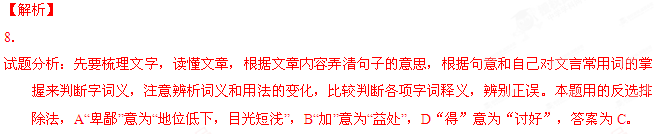 【解析】
8.
试题分析：先要梳理文字，读懂文章，根据文章内容弄清句子的意思，根据句意和自己对文言常用词的掌
握来判断字词义，注意辨析词义和用法的变化，比较判断各项字词释义，辨别正误。本题用的反选排
除法，A“卑鄙”意为“地位低下，目光短浅”，B“加”意为“益处”，D “得”意为“讨好”，答案为 C。